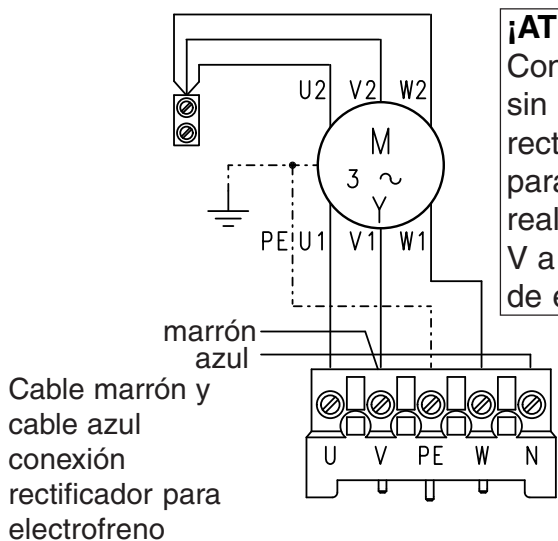 ¡AT
Con
sin
rect
para
real
V a
de e
U2 V2 W2
M
3 ~
Y
PE U1 V1 W1
marrón
azul
Cable marrón y
cable azul
conexión
rectificador para
electrofreno
U V PE W N